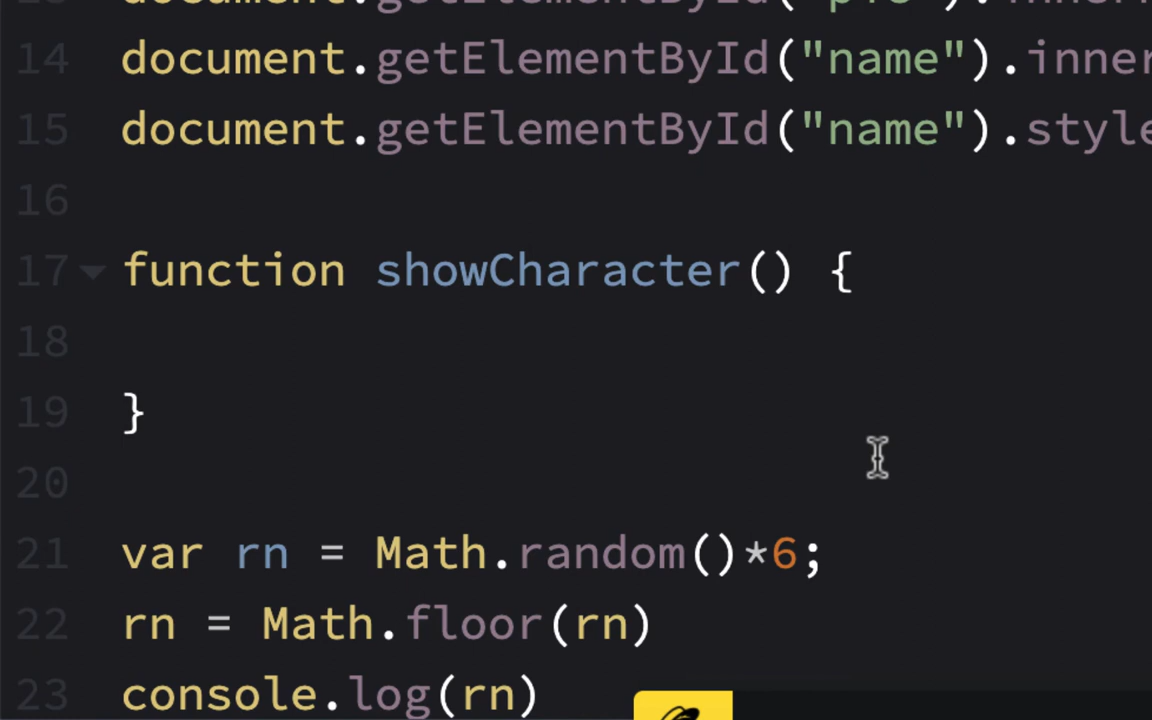 14 document.getElementById("name").inner
15 document.getElementById("name").style
16
17 function showCharacter() {
18
19 }
20
21 var rn = Math.random()*6;
22 rn = Math.floor(rn)
23 console.log(rn)